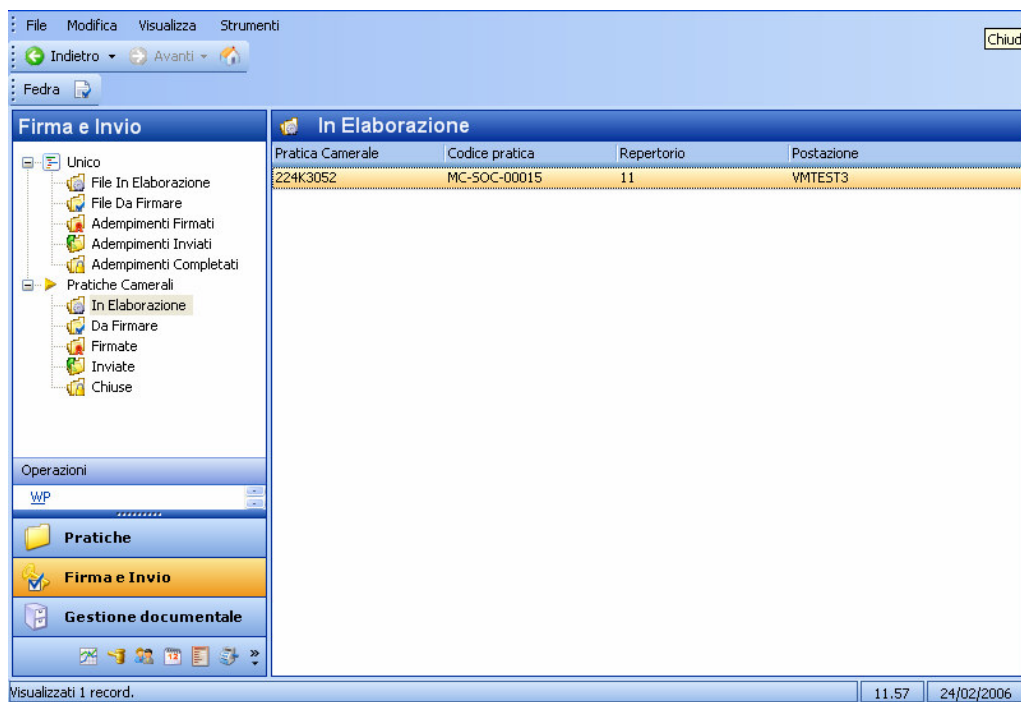 File Modifica Visualizza Strumenti
Chiud
Indietro Avanti
Fedra
Firma e Invio
In Elaborazione
Pratica Camerale Codice pratica Repertorio Postazione
224K3052 MC-SOC-00015 11 VMTEST3
Unico
File In Elaborazione
File Da Firmare
Adempimenti Firmati
Adempimenti Inviati
Adempimenti Completati
Pratiche Camerali
In Elaborazione
Da Firmare
Firmate
Inviate
Chiuse
Operazioni
WP
Pratiche
Firma e Invio
Gestione documentale
12
Visualizzati 1 record. 11.57 24/02/2006